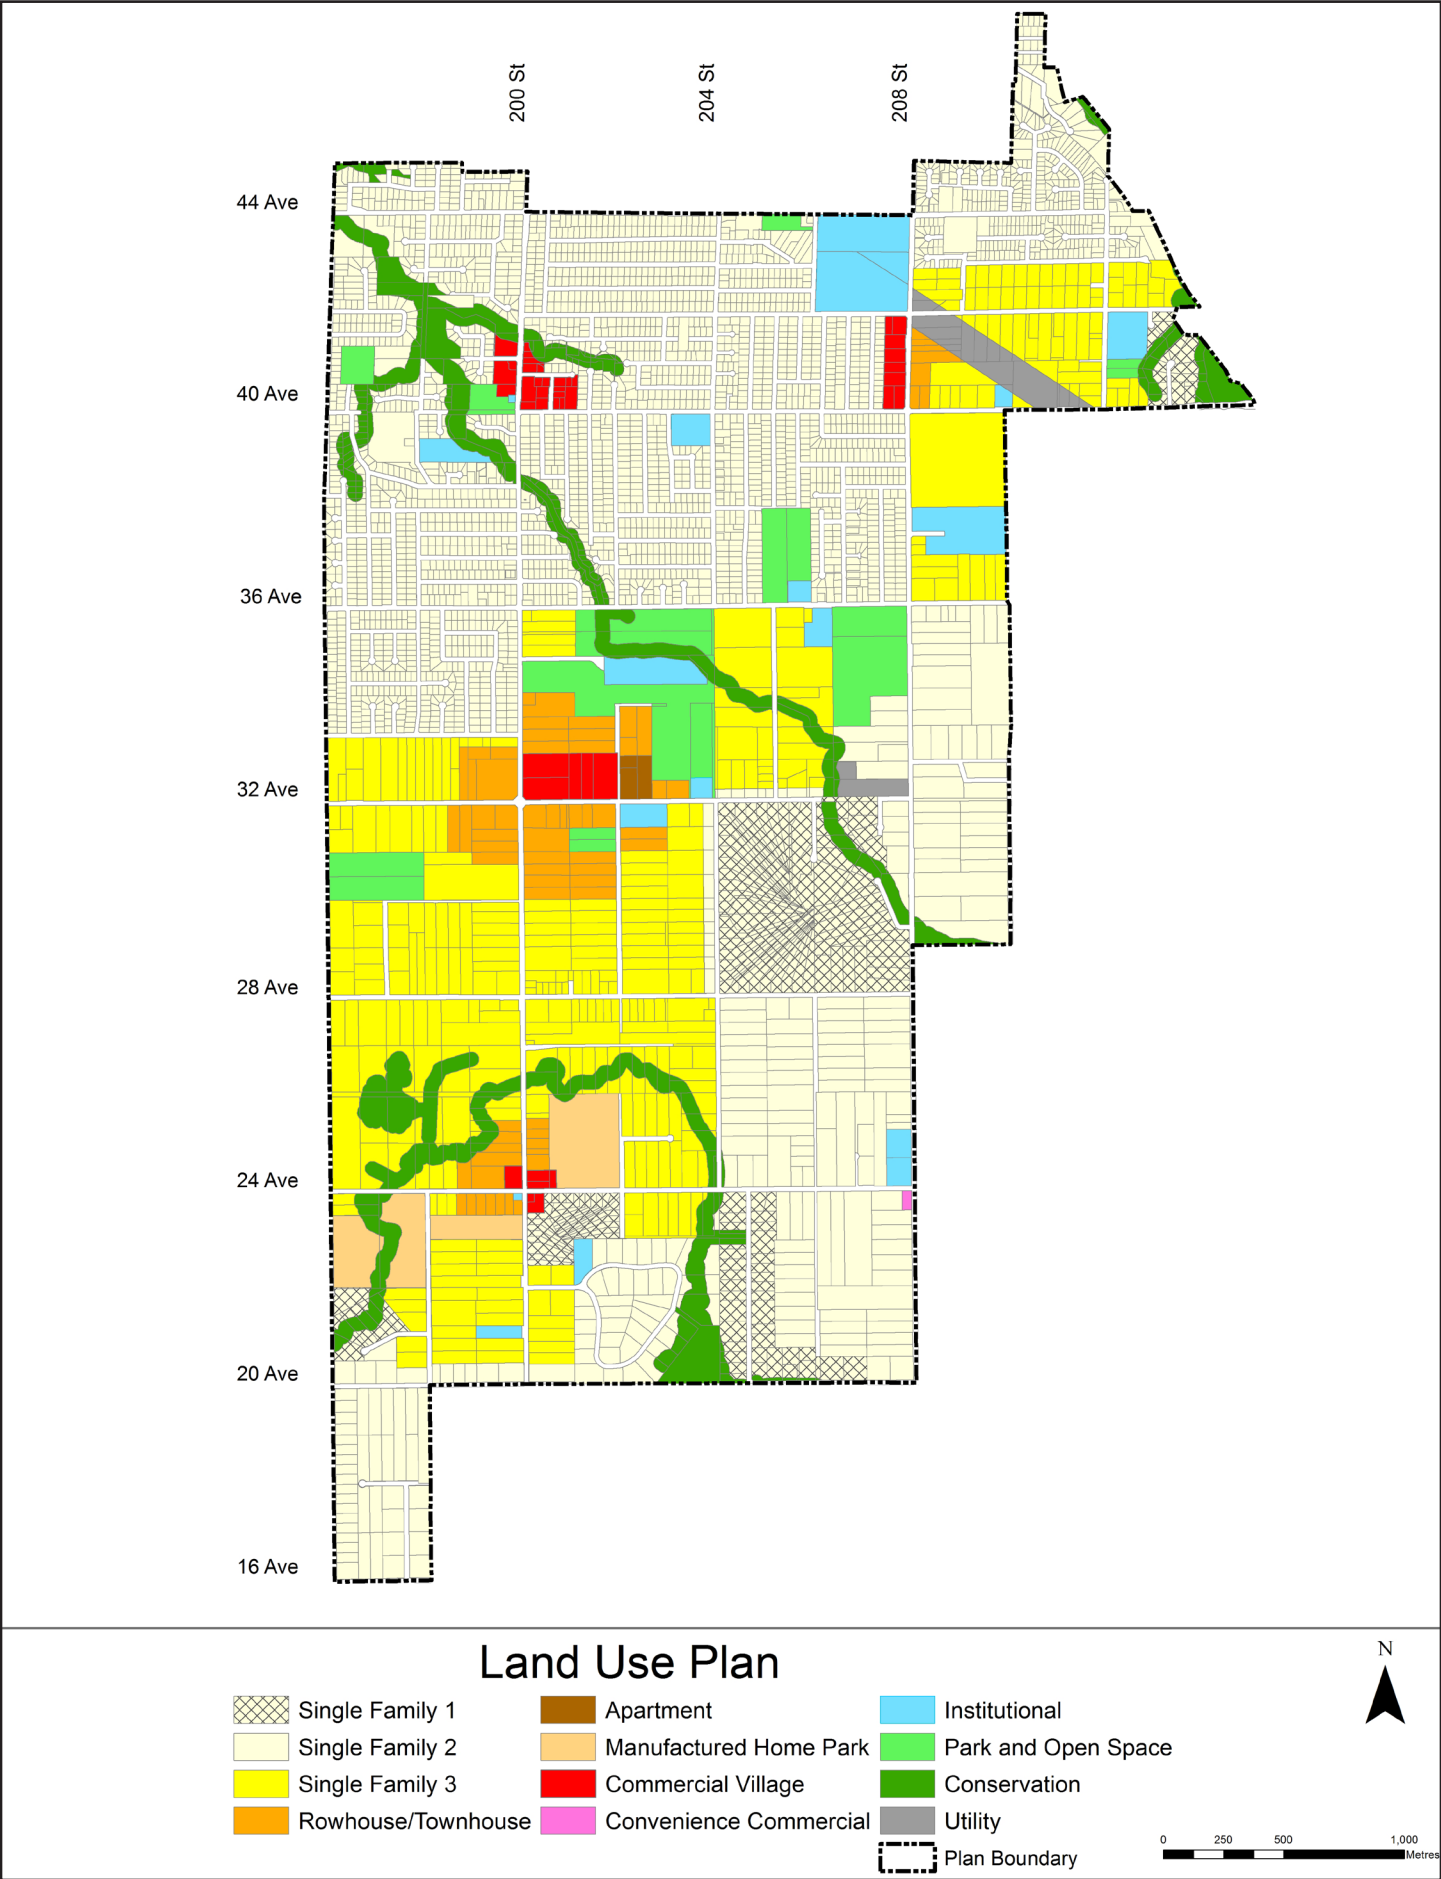 200 St
204 St
208 St
44 Ave
40 Ave
36 Ave
32 Ave
28 Ave
24 Ave
20 Ave
16 Ave
Land Use Plan
N
Single Family 1
Apartment
Institutional
Single Family 2
Manufactured Home Park
Park and Open Space
Single Family 3
Commercial Village
Conservation
Rowhouse/Townhouse
Convenience Commercial
Utility
Plan Boundary
0 250 500 1,000
Metres